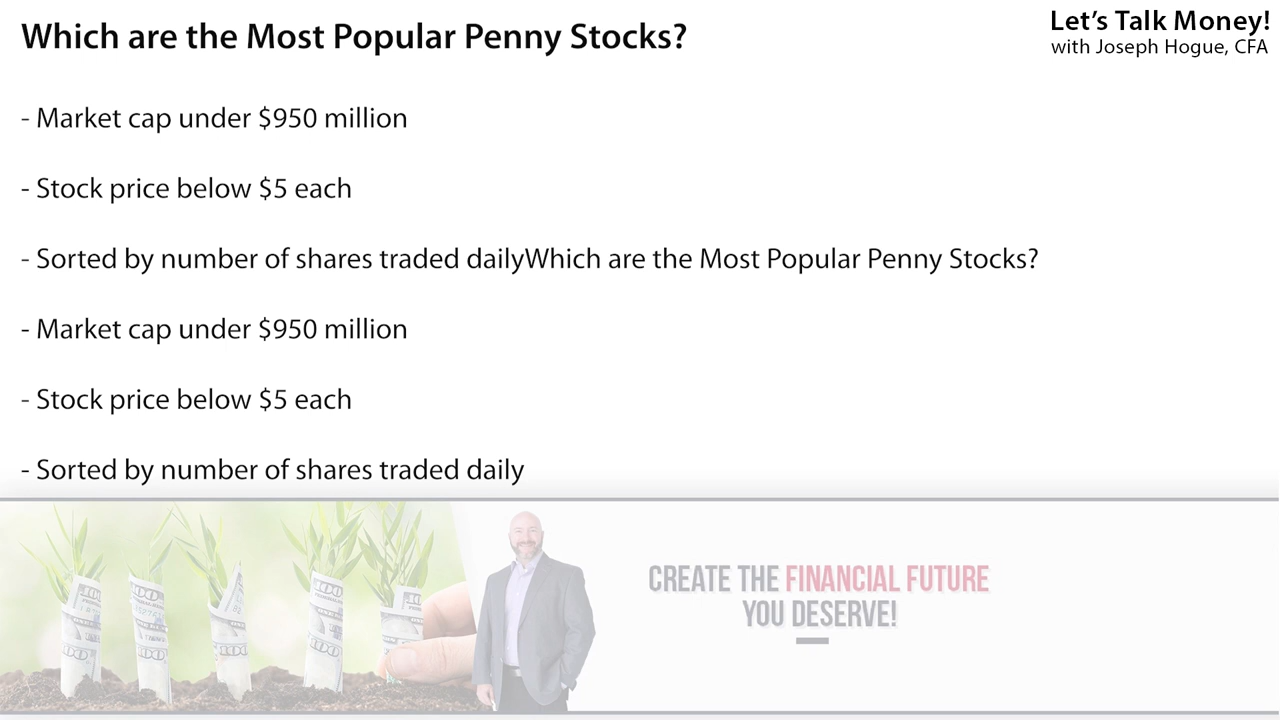 Which are the Most Popular Penny Stocks?
Let's Talk Money!
with Joseph Hogue, CFA
- Market cap under $950 million
- Stock price below $5 each
- Sorted by number of shares traded dailyWhich are the Most Popular Penny Stocks?
- Market cap under $950 million
- Stock price below $5 each
- Sorted by number of shares traded daily
CREATE THE FINANCIAL FUTURE
YOU DESERVE!